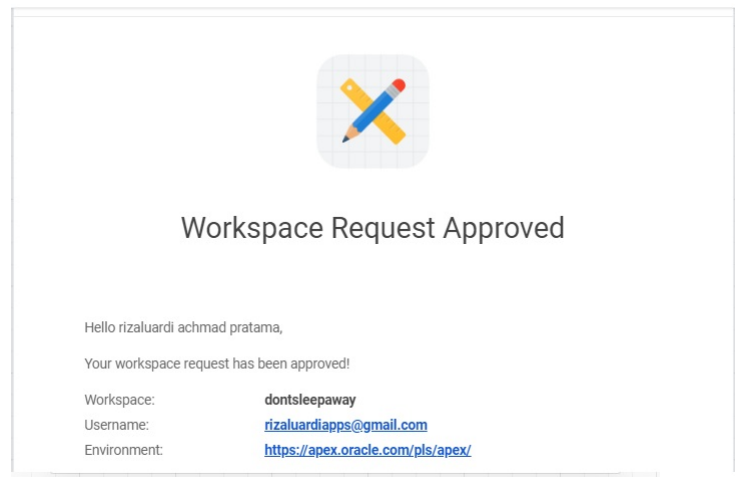 Workspace Request Approved
Hello rizaluardi achmad pratama,
Your workspace request has been approved!
Workspace: dontsleepaway
Username: rizaluardiapps@gmail.com
Environment: https://apex.oracle.com/pls/apex/